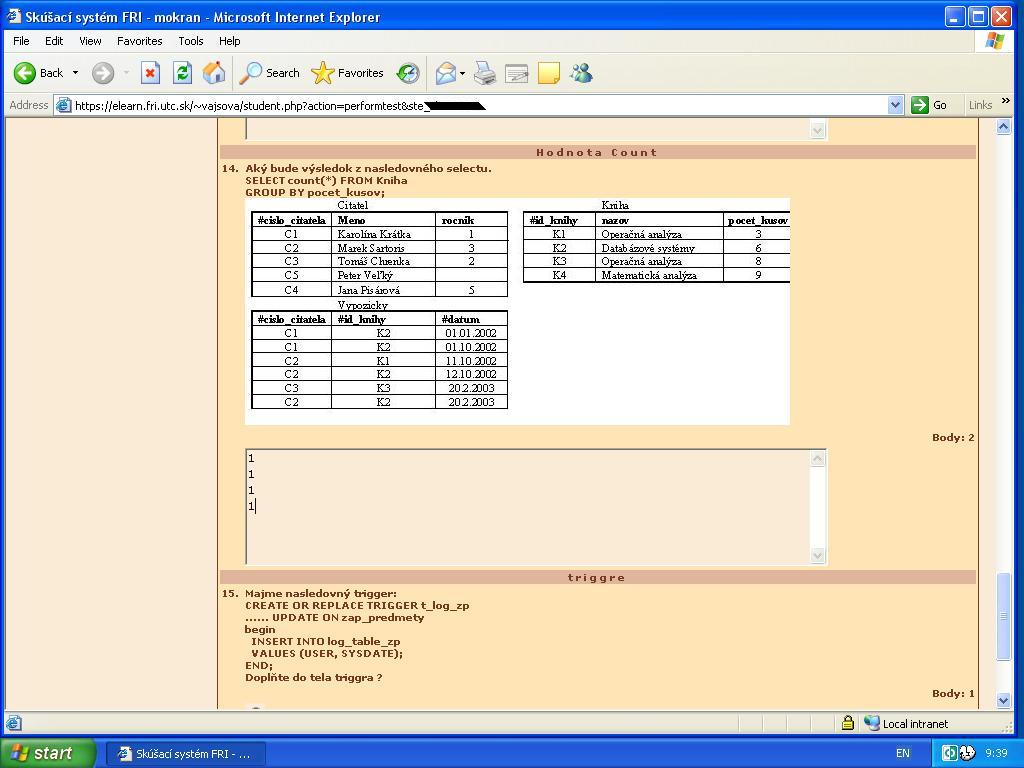 Skúšací systém FRI - mokran - Microsoft Internet Explorer
File Edit View Favorites Tools Help
Back Search Favorites
Address https://elearn.fri.utc.sk/~vajsova/student.php?action=performtest&ste_ Go Links »
Hodnota Count
14. Aký bude výsledok z nasledovného selectu.
SELECT count(*) FROM Kniha
GROUP BY pocet_kusov;
Citatel
#cislo_citatela Meno rocnik
C1 Karolína Krátka 1
C2 Marek Sartoris 3
C3 Tomáš Chrenka 2
C5 Peter Veľký
C4 Jana Pisárová 5
Kniha
#id_knihy nazov pocet_kusov
K1 Operačná analýza 3
K2 Databázové systémy 6
K3 Operačná analýza 8
K4 Matematická analýza 9
Vypozicky
#cislo_citatela #id_knihy #datum
C1 K2 01.01.2002
C1 K2 01.10.2002
C2 K1 11.10.2002
C2 K2 12.10.2002
C3 K3 20.2.2003
C2 K2 20.2.2003
Body: 2
1
1
1
1
triggre
15. Majme nasledovný trigger:
CREATE OR REPLACE TRIGGER t_log_zp
...... UPDATE ON zap_predmety
begin
INSERT INTO log_table_zp
VALUES (USER, SYSDATE);
END;
Doplňte do tela triggra ?
Body: 1
Local intranet
start Skúšací systém FRI - ... EN 9:39